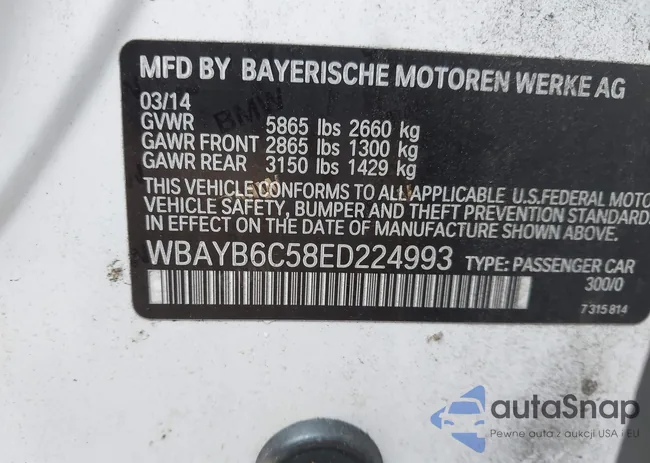 MFD BY BAYERISCHE MOTOREN WERKE AG
03/14
GVWR 5865 lbs 2660 kg
GAWR FRONT 2865 lbs 1300 kg
GAWR REAR 3150 lbs 1429 kg
THIS VEHICLE CONFORMS TO ALL APPLICABLE U.S.FEDERAL MOTO
VEHICLE SAFETY, BUMPER AND THEFT PREVENTION STANDARDS
IN EFFECT ON THE DATE OF MANUFACTURE SHOWN ABOVE.
WBAYB6C58ED224993 TYPE: PASSENGER CAR
300/0
7315814
BMW
autoSnap
Pewne auta z aukcji USA i EU